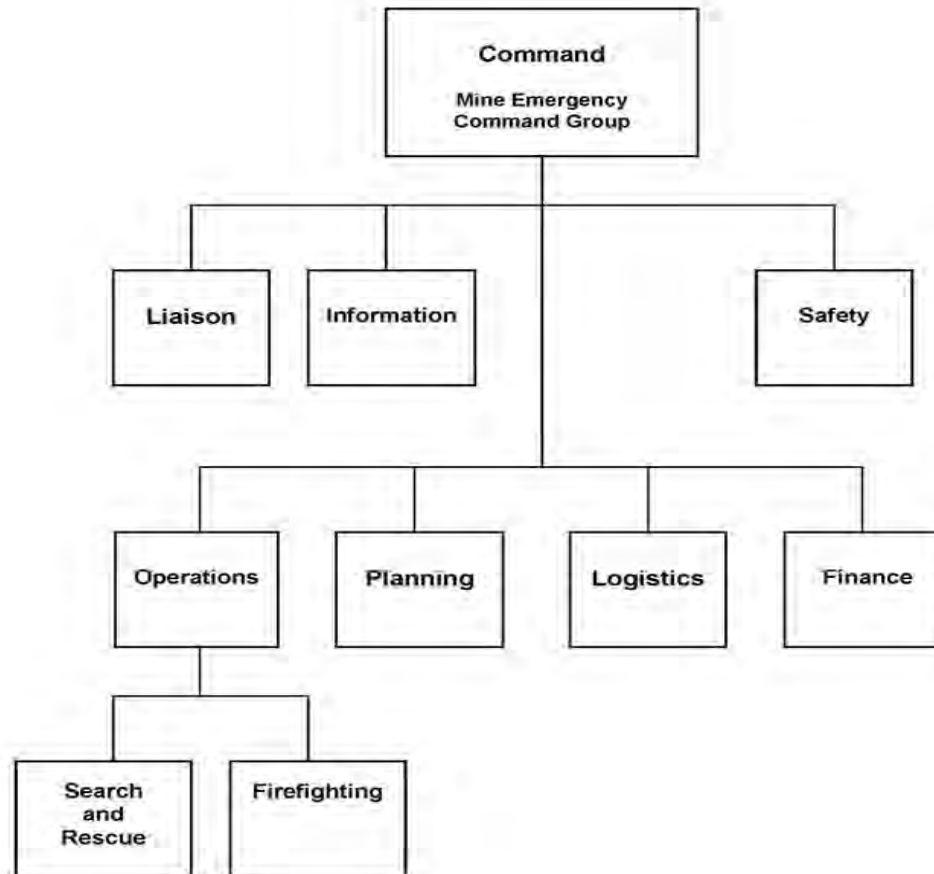 Command
Mine Emergency
Command Group
Liaison
Information
Safety
Operations
Planning
Logistics
Finance
Search
and
Rescue
Firefighting